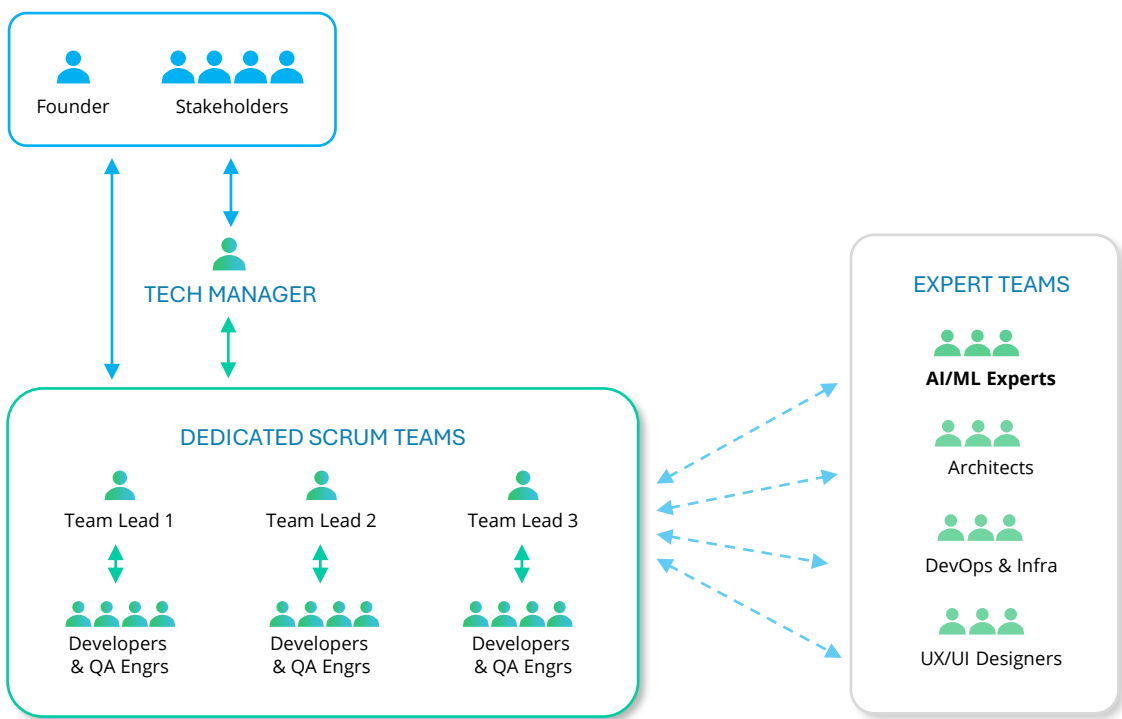 Founder
Stakeholders
TECH MANAGER
DEDICATED SCRUM TEAMS
Team Lead 1
Team Lead 2
Team Lead 3
Developers
& QA Engrs
Developers
& QA Engrs
Developers
& QA Engrs
EXPERT TEAMS
AI/ML Experts
Architects
DevOps & Infra
UX/UI Designers